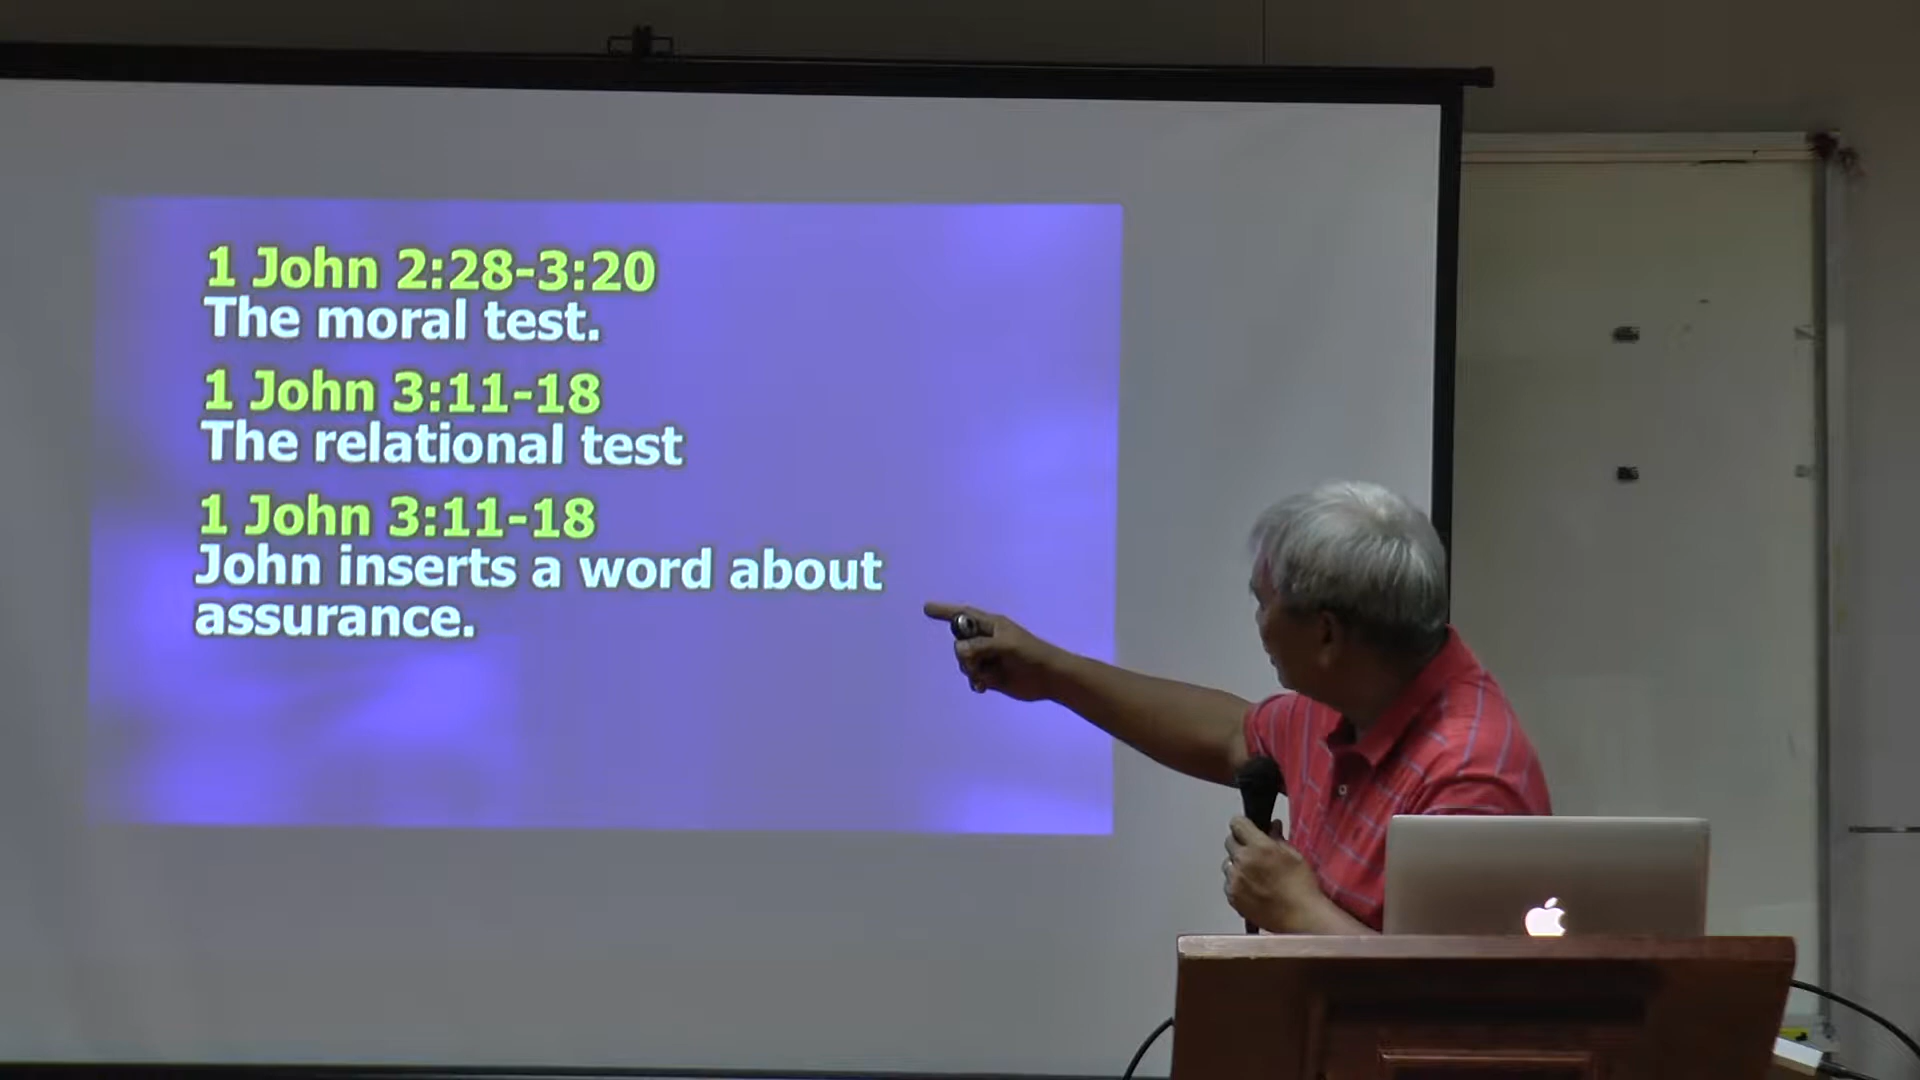 1 John 2:28-3:20
The moral test.
1 John 3:11-18
The relational test
1 John 3:11-18
John inserts a word about
assurance.